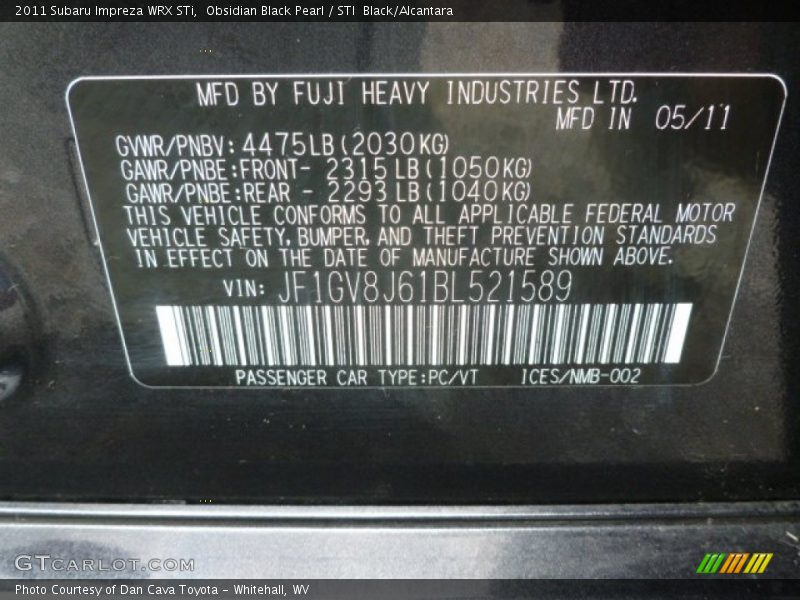 2011 Subaru Impreza WRX STi, Obsidian Black Pearl / STI Black/Alcantara
MFD BY FUJI HEAVY INDUSTRIES LTD.
MFD IN 05/11
GVWR/PNBV: 4475LB (2030KG)
GAWR/PNBE: FRONT- 2315LB (1050KG)
GAWR/PNBE: REAR - 2293LB (1040KG)
THIS VEHICLE CONFORMS TO ALL APPLICABLE FEDERAL MOTOR
VEHICLE SAFETY, BUMPER, AND THEFT PREVENTION STANDARDS
IN EFFECT ON THE DATE OF MANUFACTURE SHOWN ABOVE.
VIN: JF1GV8J61BL521589
PASSENGER CAR TYPE:PC/VT ICES/NMB-002
GTCARLOT.COM
Photo Courtesy of Dan Cava Toyota - Whitehall, WV